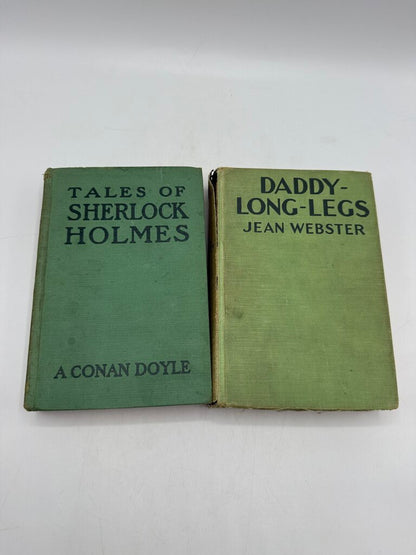 TALES OF
SHERLOCK
HOLMES
A CONAN DOYLE
DADDY-
LONG-LEGS
JEAN WEBSTER